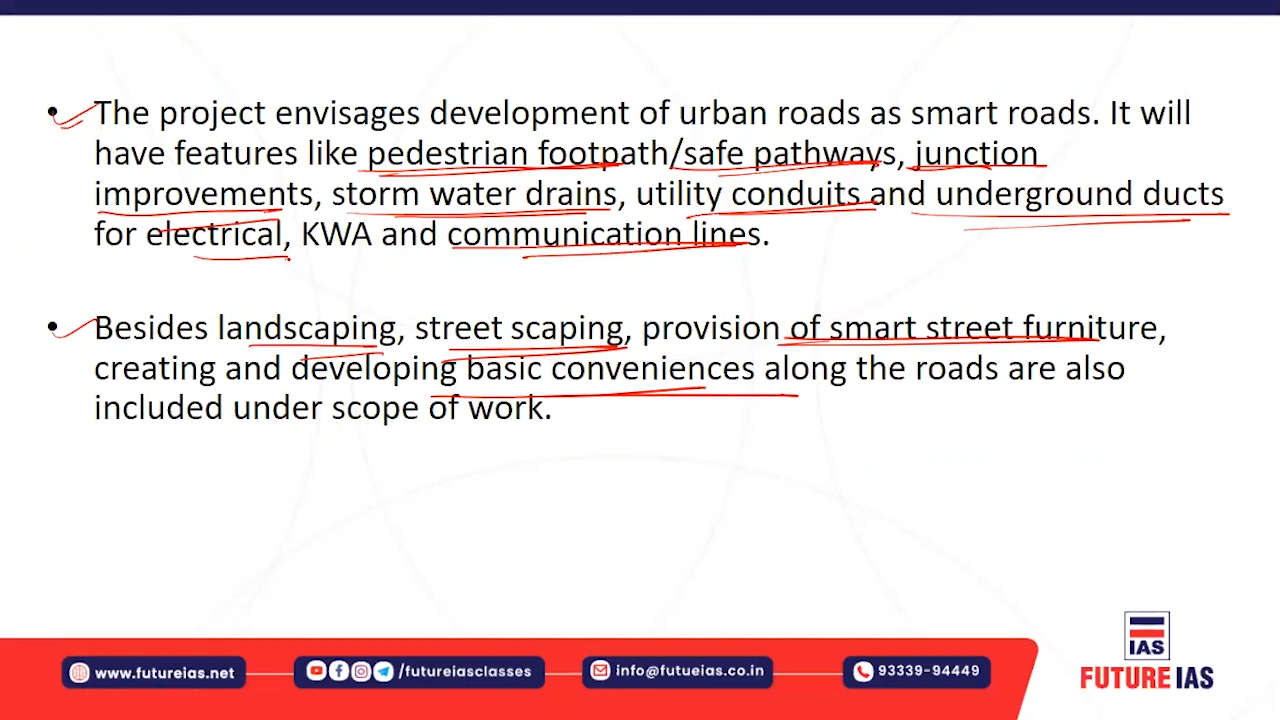 • The project envisages development of urban roads as smart roads. It will
have features like pedestrian footpath/safe pathways, junction
improvements, storm water drains, utility conduits and underground ducts
for electrical, KWA and communication lines.
• Besides landscaping, street scaping, provision of smart street furniture,
creating and developing basic conveniences along the roads are also
included under scope of work.
IAS
FUTURE IAS
www.futureias.net
/futureiasclasses
info@futueias.co.in
93339-94449